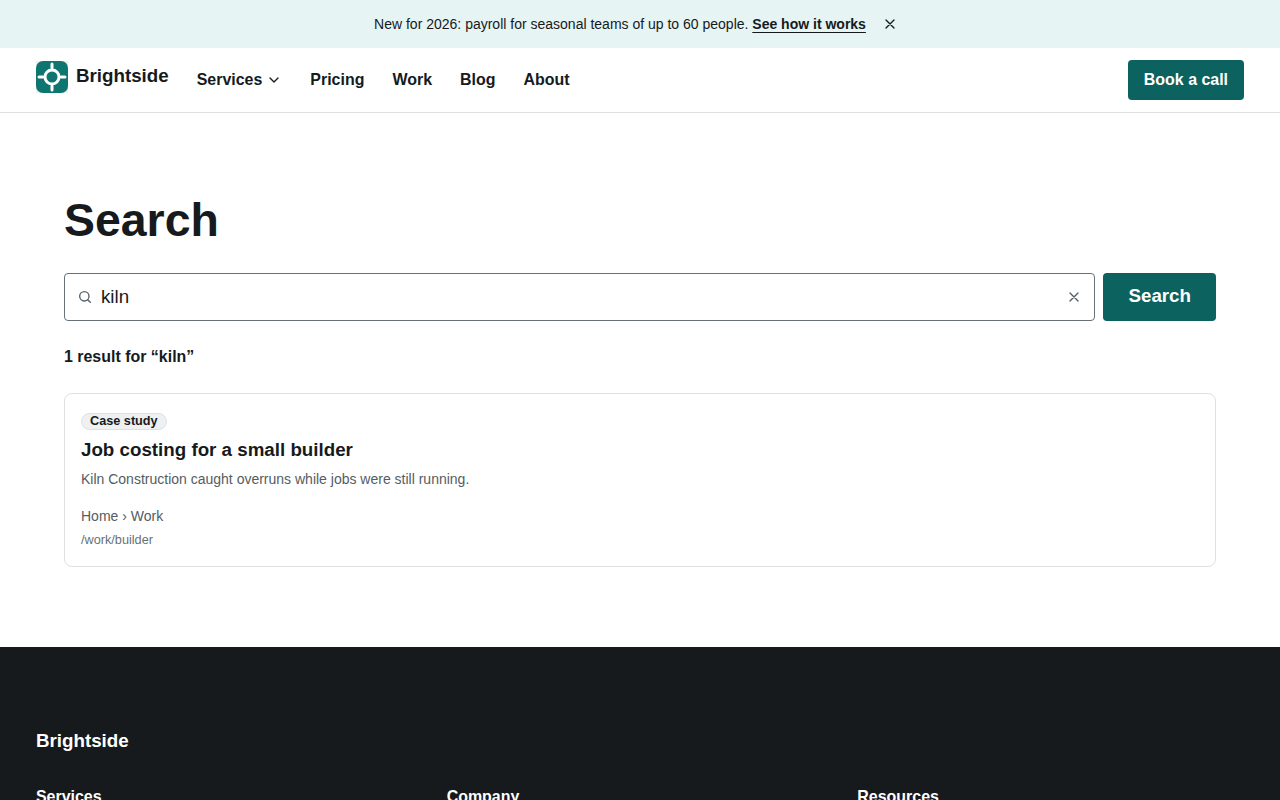 New for 2026: payroll for seasonal teams of up to 60 people. See how it works
Brightside
Services
Pricing
Work
Blog
About
Book a call
Search
kiln
Search
1 result for “kiln”
Case study
Job costing for a small builder
Kiln Construction caught overruns while jobs were still running.
Home › Work
/work/builder
Brightside
Services
Company
Resources